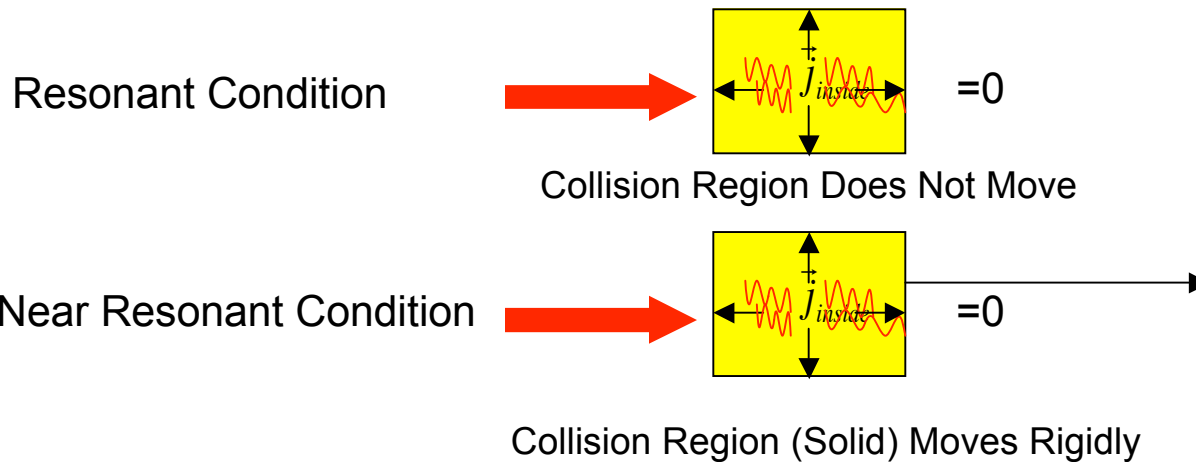 Resonant Condition
j inside =0
Collision Region Does Not Move
Near Resonant Condition
j inside =0
Collision Region (Solid) Moves Rigidly